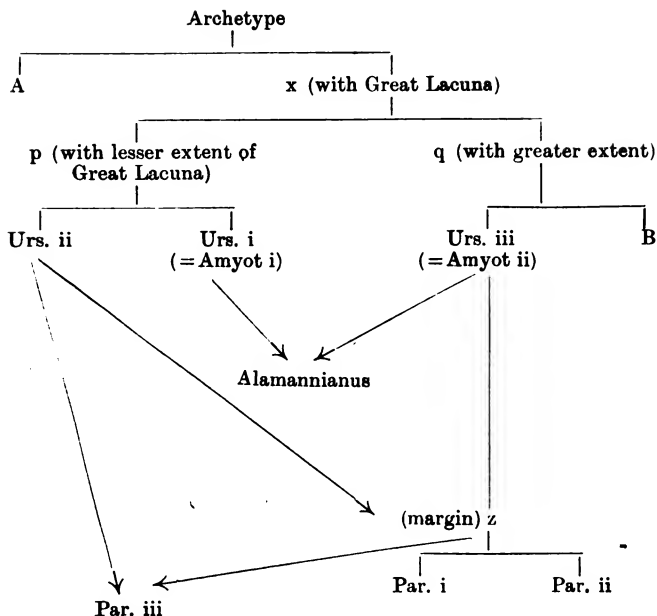 Archetype
A
x (with Great Lacuna)
p (with lesser extent of
Great Lacuna)
q (with greater extent)
Urs. ii
Urs. i
(=Amyot i)
Urs. iii
(=Amyot ii)
B
Alamannianus
(margin) z
Par. i
Par. ii
Par. iii